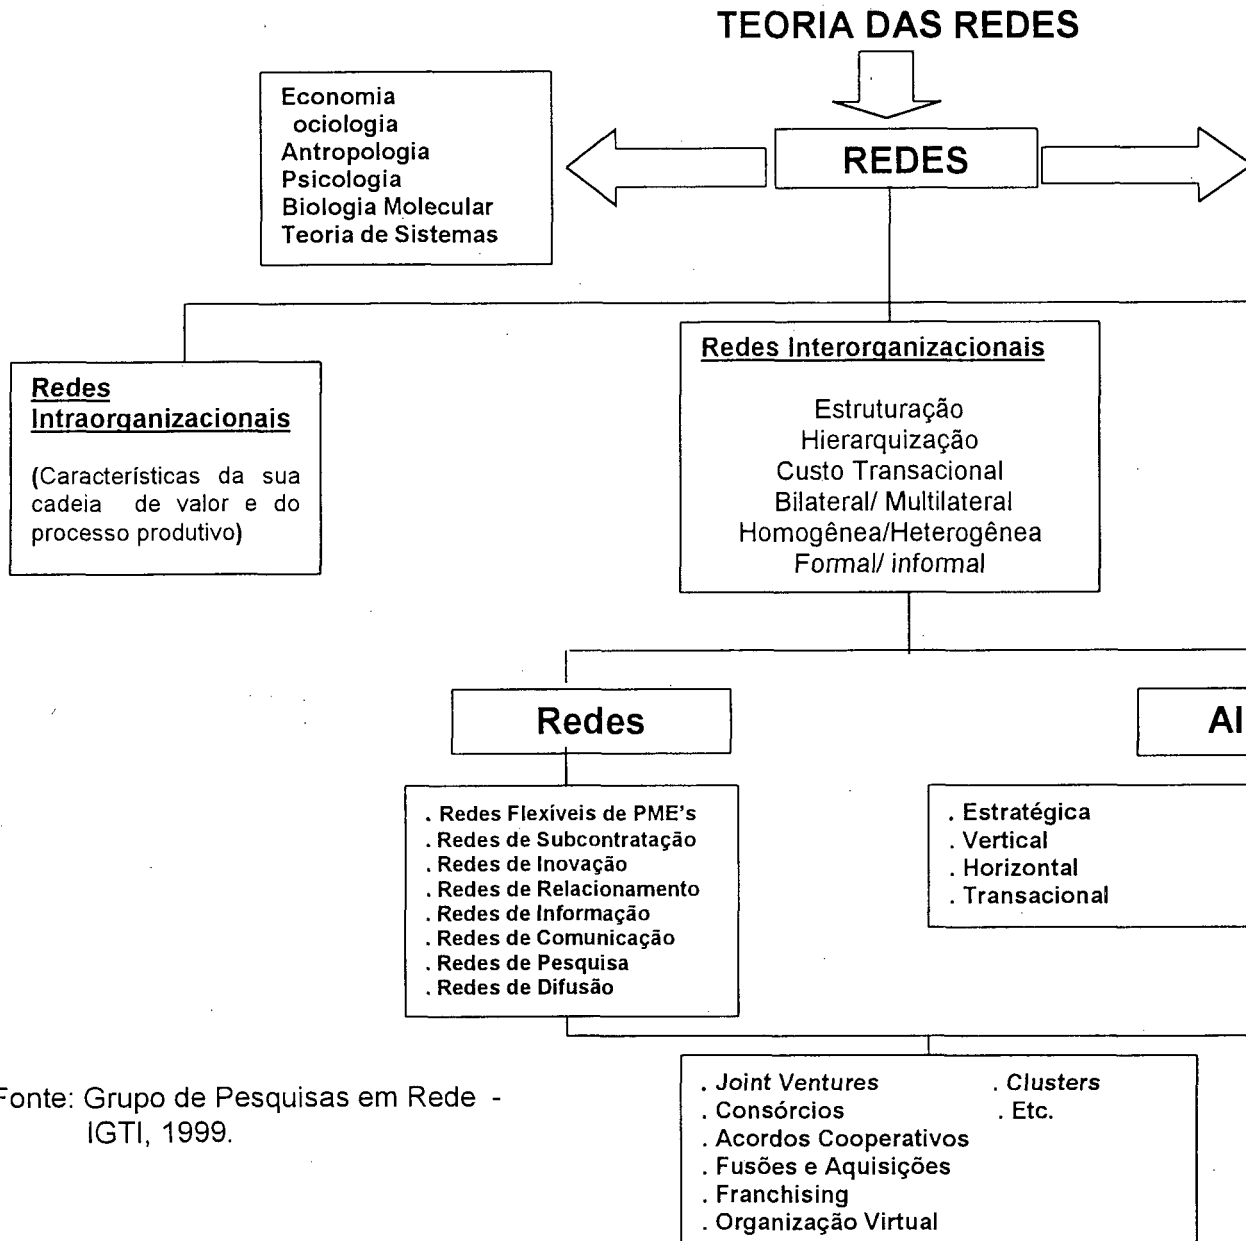 TEORIA DAS REDES
Economia
ociologia
Antropologia
Psicologia
Biologia Molecular
Teoria de Sistemas
REDES
Redes
Intraorganizacionais
(Características da sua
cadeia de valor e do
processo produtivo)
Redes Interorganizacionais
Estruturação
Hierarquização
Custo Transacional
Bilateral/ Multilateral
Homogênea/Heterogênea
Formal/ informal
Redes
. Redes Flexíveis de PME's
. Redes de Subcontratação
. Redes de Inovação
. Redes de Relacionamento
. Redes de Informação
. Redes de Comunicação
. Redes de Pesquisa
. Redes de Difusão
Al
. Estratégica
. Vertical
. Horizontal
. Transacional
. Joint Ventures
. Consórcios
. Acordos Cooperativos
. Fusões e Aquisições
. Franchising
. Organização Virtual
. Clusters
. Etc.
Fonte: Grupo de Pesquisas em Rede -
IGTI, 1999.